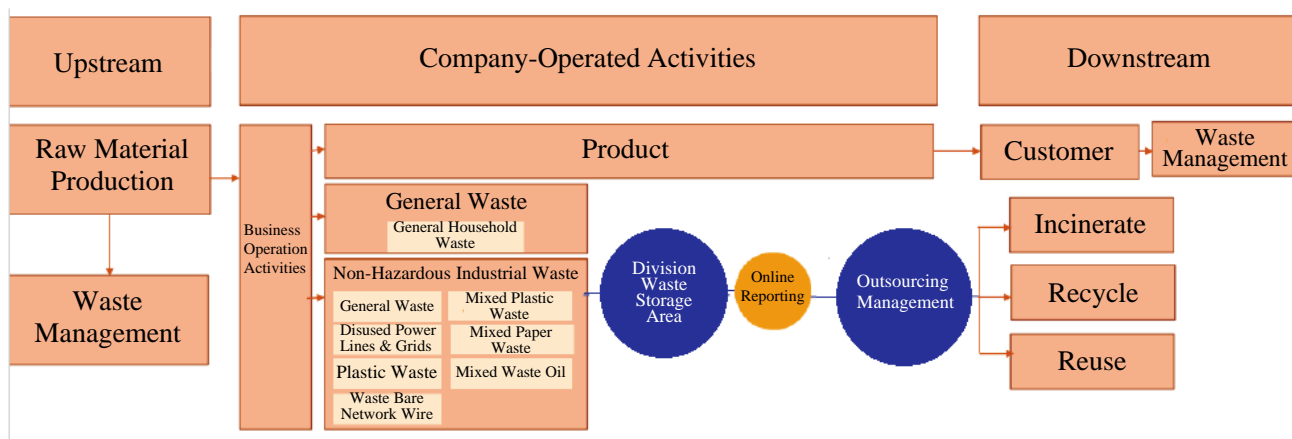 Upstream
Company-Operated Activities
Downstream
Raw Material
Production
Waste
Management
Business
Operation
Activities
Product
Customer
Waste
Management
General Waste
General Household
Waste
Non-Hazardous Industrial Waste
General Waste
Mixed Plastic
Waste
Disused Power
Lines & Grids
Mixed Paper
Waste
Plastic Waste
Mixed Waste Oil
Waste Bare
Network Wire
Division
Waste
Storage
Area
Online
Reporting
Outsourcing
Management
Incinerate
Recycle
Reuse